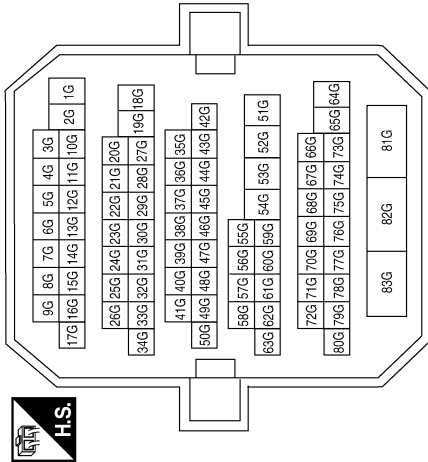 H.S.
9G 8G 7G 6G 5G 4G 3G
17G 16G 15G 14G 13G 12G 11G 10G 2G 1G
26G 25G 24G 23G 22G 21G 20G
34G 33G 32G 31G 30G 29G 28G 27G 19G 18G
41G 40G 39G 38G 37G 36G 35G
50G 49G 48G 47G 46G 45G 44G 43G 42G
58G 57G 56G 55G
63G 62G 61G 60G 59G 54G 53G 52G 51G
72G 71G 70G 69G 68G 67G 66G
80G 79G 78G 77G 76G 75G 74G 73G 65G 64G
83G 82G 81G